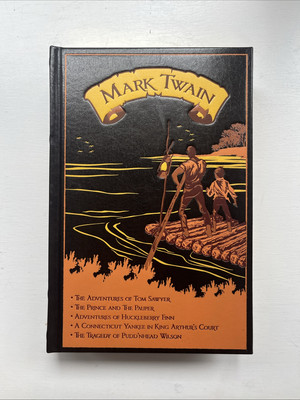 MARK TWAIN
• THE ADVENTURES OF TOM SAWYER
• THE PRINCE AND THE PAUPER
• ADVENTURES OF HUCKLEBERRY FINN
• A CONNECTICUT YANKEE IN KING ARTHUR'S COURT
• THE TRAGEDY OF PUDD'NHEAD WILSON